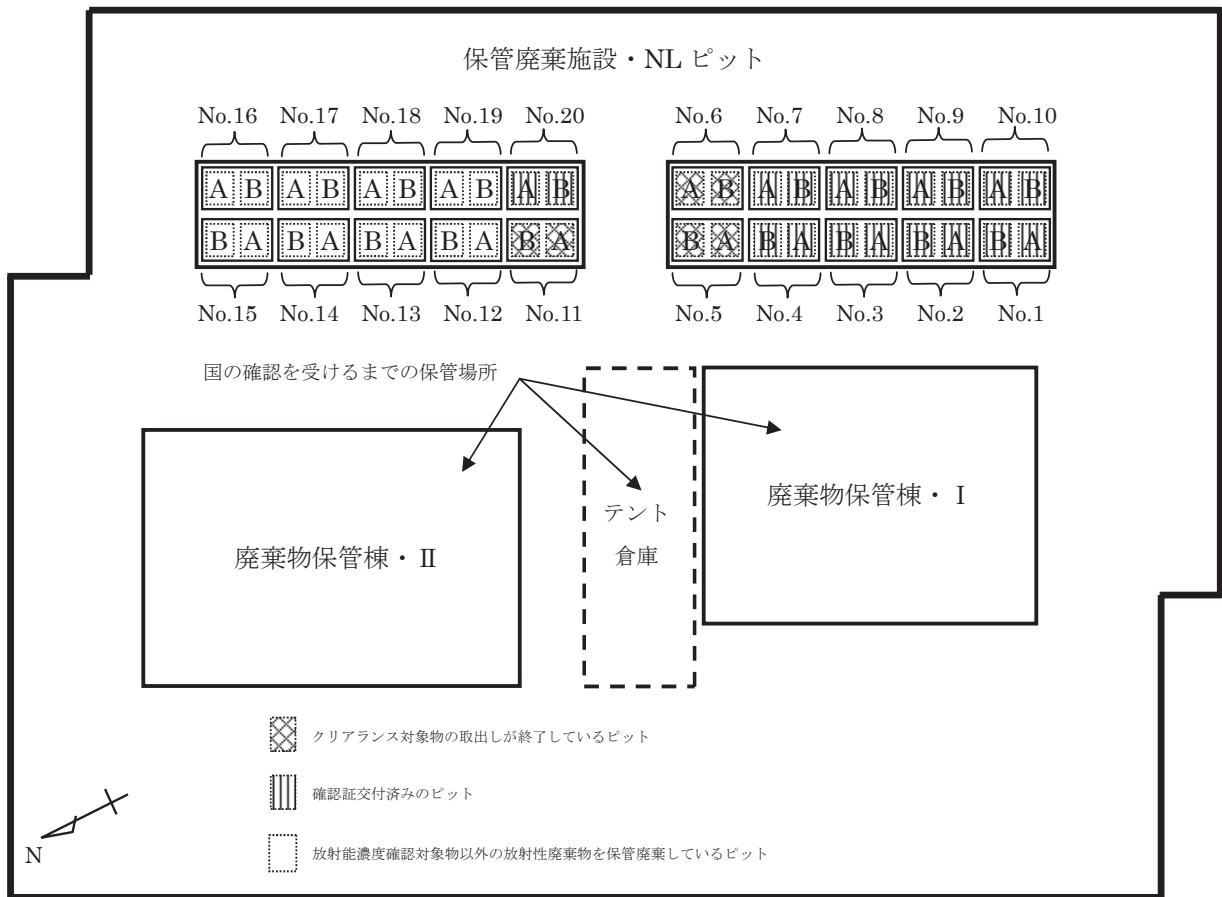 保管廃棄施設・NL ピット
No.16 No.17 No.18 No.19 No.20 No.6 No.7 No.8 No.9 No.10
A B A B A B A B A B A B A B A B A B A B
B A B A B A B A B A B A B A B A B A B A
No.15 No.14 No.13 No.12 No.11 No.5 No.4 No.3 No.2 No.1
国の確認を受けるまでの保管場所
廃棄物保管棟・ Ⅰ
テント
倉庫
廃棄物保管棟・ Ⅱ
クリアランス対象物の取出しが終了しているピット
確認証交付済みのピット
放射能濃度確認対象物以外の放射性廃棄物を保管廃棄しているピット
N